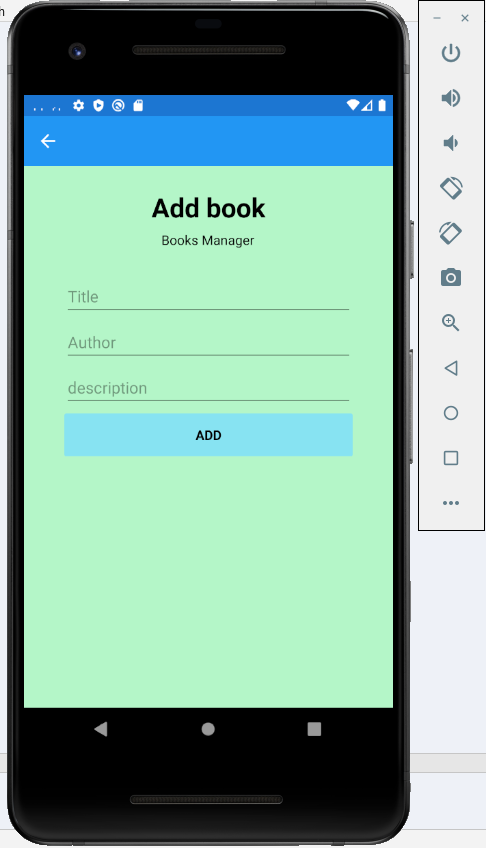 Add book
Books Manager
Title
Author
description
ADD